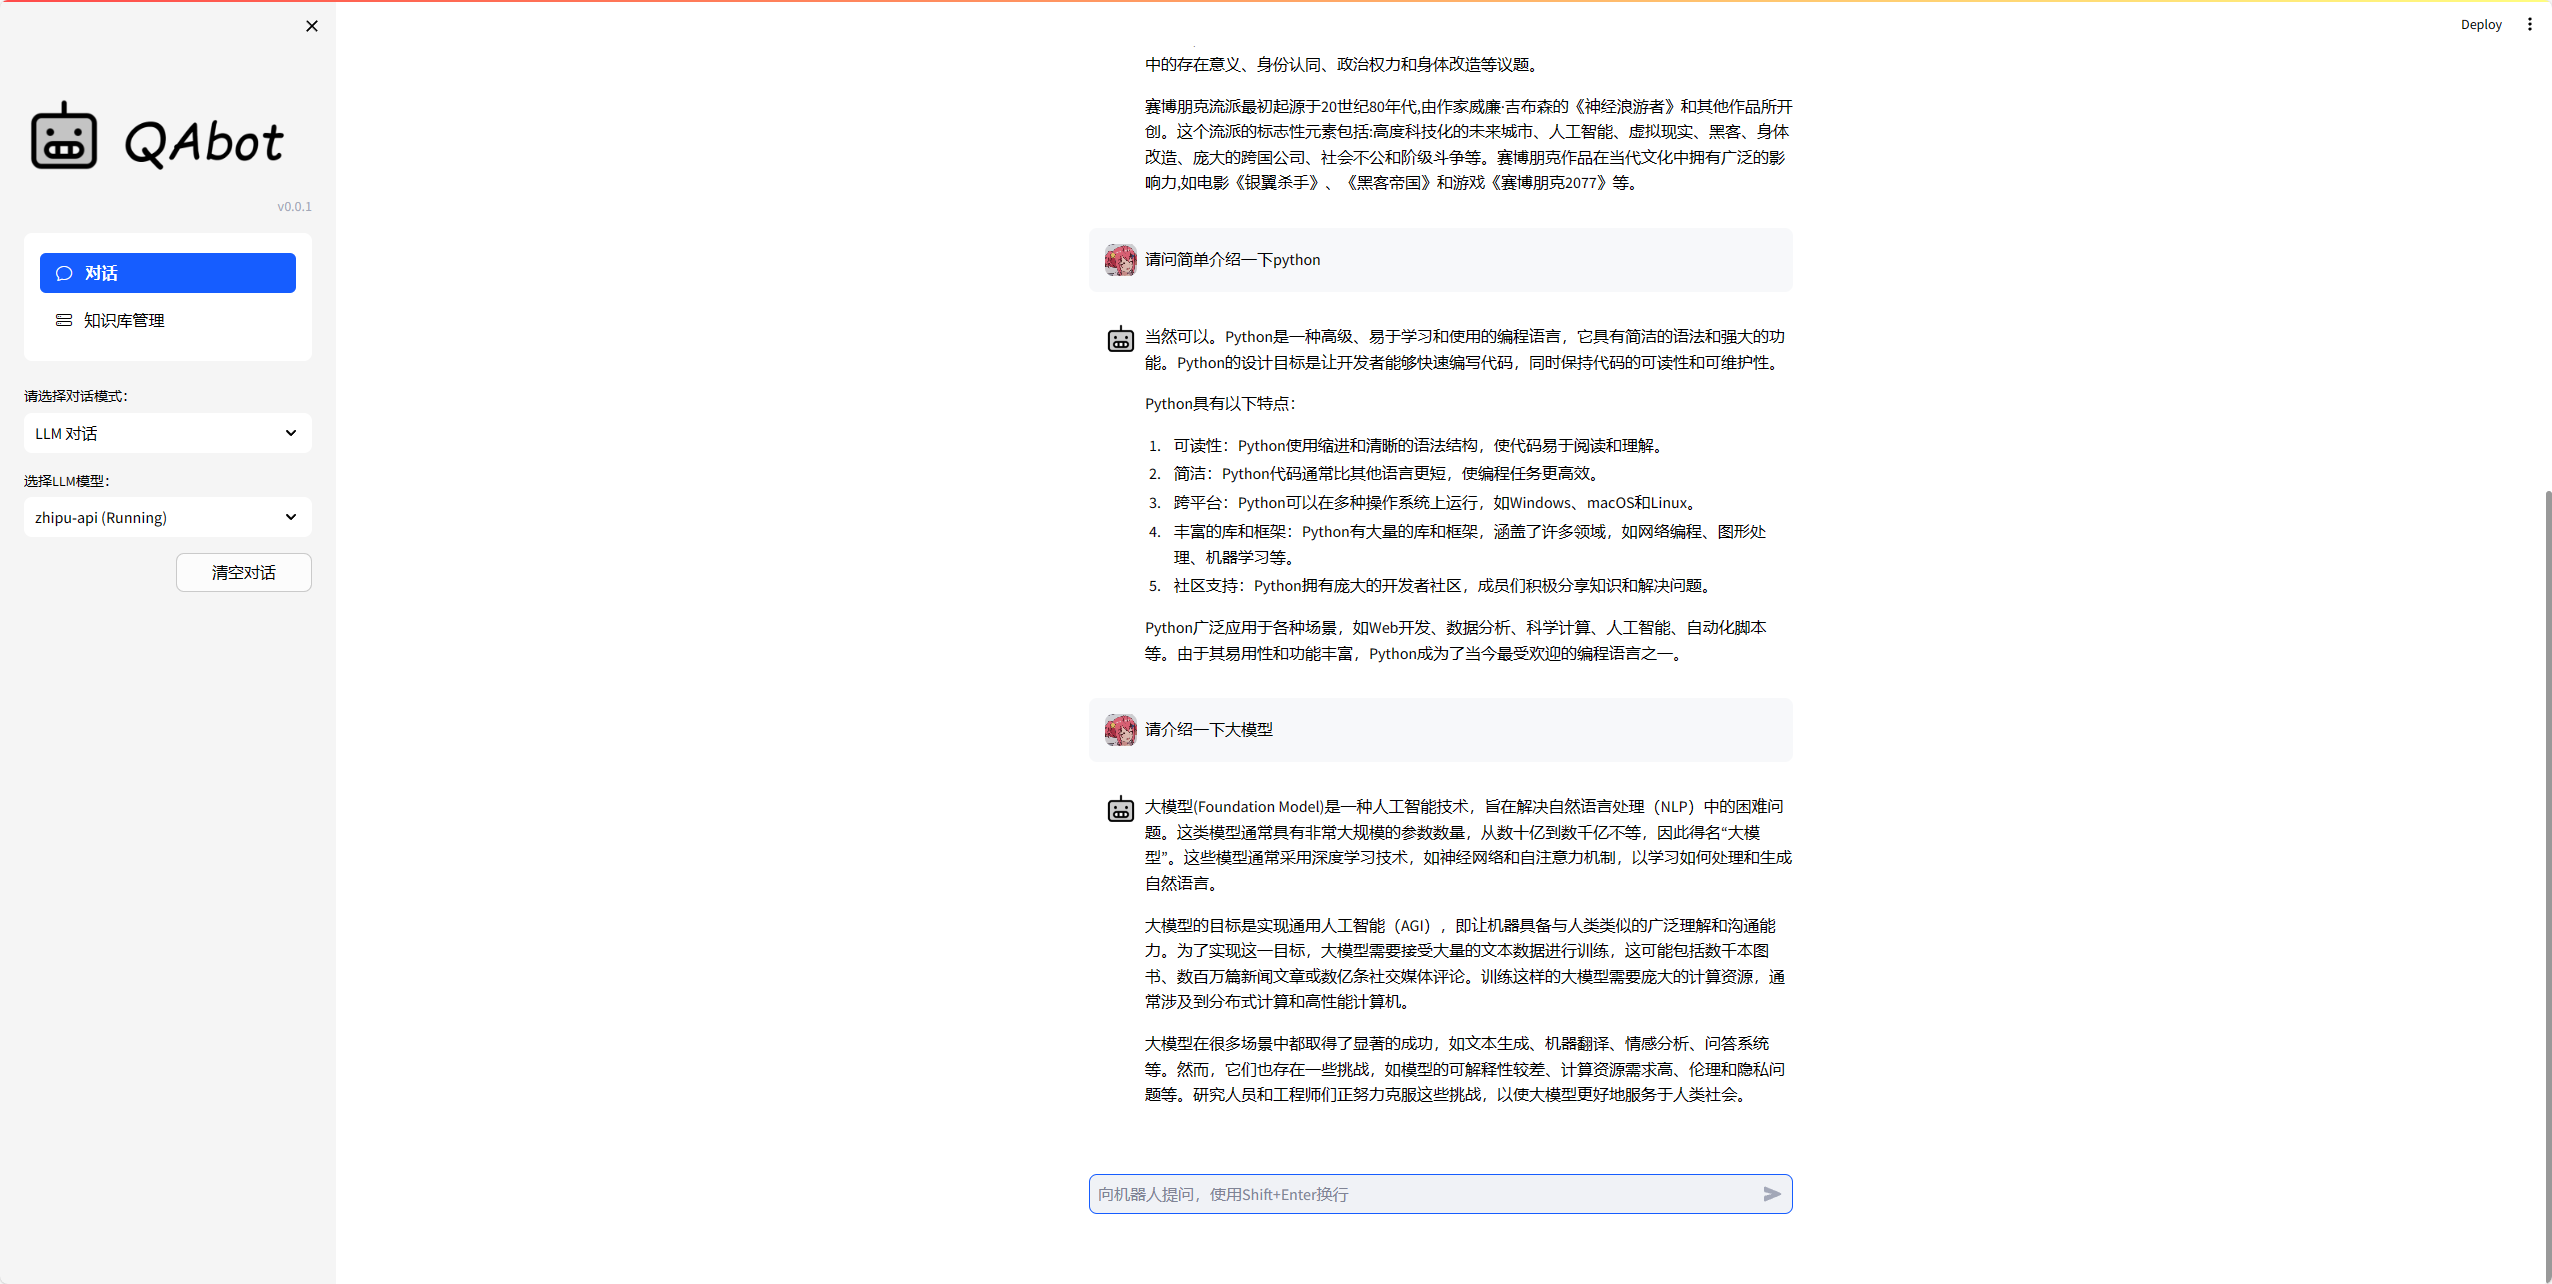 Deploy
QAbot
v0.0.1
对话
知识库管理
请选择对话模式：
LLM 对话
选择LLM模型：
zhipu-api (Running)
清空对话
中的存在意义、身份认同、政治权力和身体改造等议题。
赛博朋克流派最初起源于20世纪80年代,由作家威廉·吉布森的《神经浪游者》和其他作品所开
创。这个流派的标志性元素包括:高度科技化的未来城市、人工智能、虚拟现实、黑客、身体
改造、庞大的跨国公司、社会不公和阶级斗争等。赛博朋克作品在当代文化中拥有广泛的影
响力,如电影《银翼杀手》、《黑客帝国》和游戏《赛博朋克2077》等。
请问简单介绍一下python
当然可以。Python是一种高级、易于学习和使用的编程语言，它具有简洁的语法和强大的功
能。Python的设计目标是让开发者能够快速编写代码，同时保持代码的可读性和可维护性。
Python具有以下特点：
1. 可读性：Python使用缩进和清晰的语法结构，使代码易于阅读和理解。
2. 简洁：Python代码通常比其他语言更短，使编程任务更高效。
3. 跨平台：Python可以在多种操作系统上运行，如Windows、macOS和Linux。
4. 丰富的库和框架：Python有大量的库和框架，涵盖了许多领域，如网络编程、图形处
理、机器学习等。
5. 社区支持：Python拥有庞大的开发者社区，成员们积极分享知识和解决问题。
Python广泛应用于各种场景，如Web开发、数据分析、科学计算、人工智能、自动化脚本
等。由于其易用性和功能丰富，Python成为了当今最受欢迎的编程语言之一。
请介绍一下大模型
大模型(Foundation Model)是一种人工智能技术，旨在解决自然语言处理（NLP）中的困难问
题。这类模型通常具有非常大规模的参数数量，从数十亿到数千亿不等，因此得名“大模
型”。这些模型通常采用深度学习技术，如神经网络和自注意力机制，以学习如何处理和生成
自然语言。
大模型的目标是实现通用人工智能（AGI），即让机器具备与人类类似的广泛理解和沟通能
力。为了实现这一目标，大模型需要接受大量的文本数据进行训练，这可能包括数千本图
书、数百万篇新闻文章或数亿条社交媒体评论。训练这样的大模型需要庞大的计算资源，通
常涉及到分布式计算和高性能计算机。
大模型在很多场景中都取得了显著的成功，如文本生成、机器翻译、情感分析、问答系统
等。然而，它们也存在一些挑战，如模型的可解释性较差、计算资源需求高、伦理和隐私问
题等。研究人员和工程师们正努力克服这些挑战，以使大模型更好地服务于人类社会。
向机器人提问，使用Shift+Enter换行